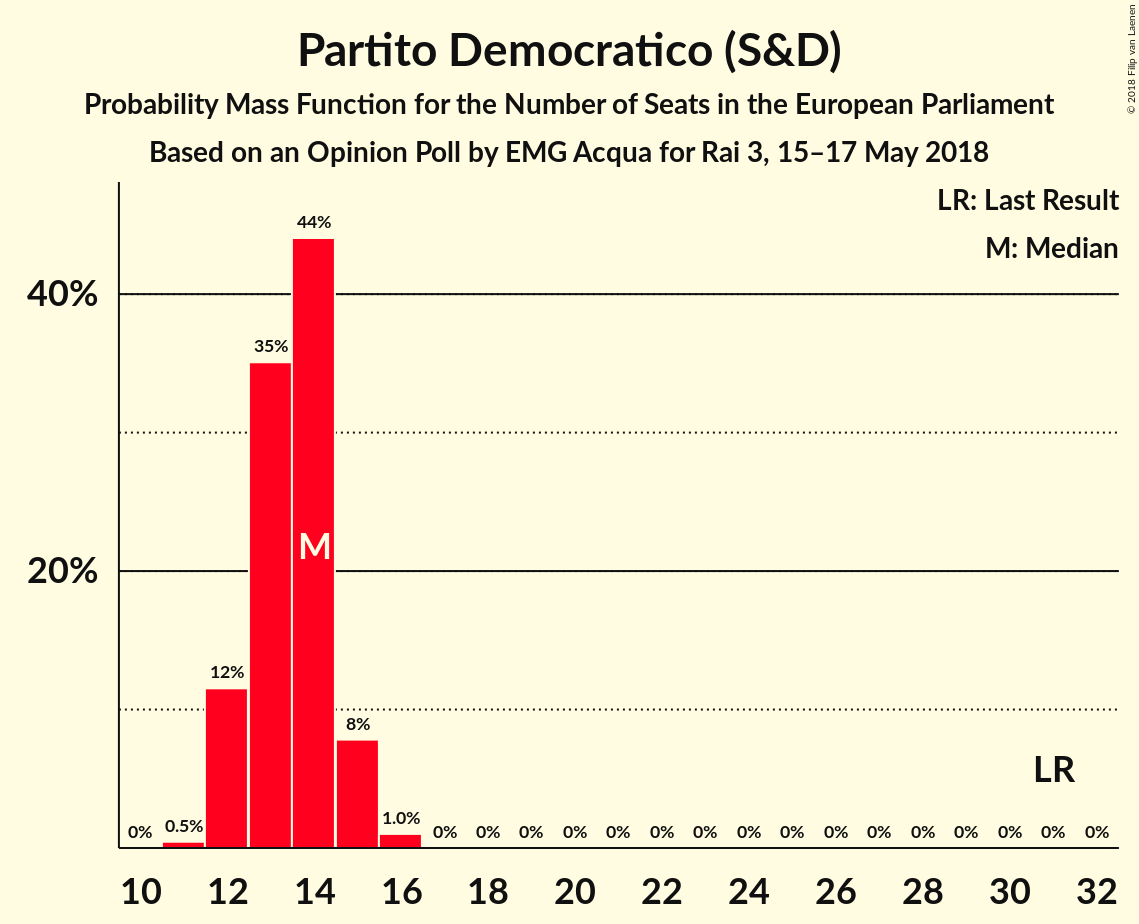 Partito Democratico (S&D)
Probability Mass Function for the Number of Seats in the European Parliament
Based on an Opinion Poll by EMG Acqua for Rai 3, 15–17 May 2018
© 2018 Filip van Laenen
LR: Last Result
M: Median
44%
40%
35%
M
20%
12%
8%
LR
0% 0.5% 1.0% 0% 0% 0% 0% 0% 0% 0% 0% 0% 0% 0% 0% 0% 0% 0% 0%
10 12 14 16 18 20 22 24 26 28 30 32